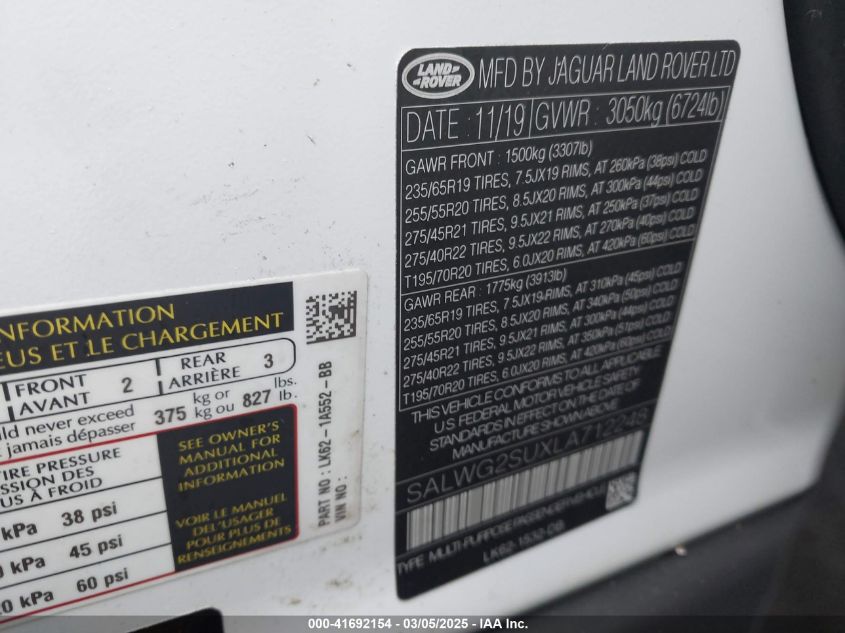 LAND-
ROVER
MFD BY JAGUAR LAND ROVER LTD
DATE : 11/19 GVWR : 3050kg (6724lb)
GAWR FRONT : 1500kg (3307lb)
235/65R19 TIRES, 7.5JX19 RIMS, AT 260kPa (38psi) COLD
255/55R20 TIRES, 8.5JX20 RIMS, AT 300kPa (44psi) COLD
275/45R21 TIRES, 9.5JX21 RIMS, AT 250kPa (37psi) COLD
275/40R22 TIRES, 9.5JX22 RIMS, AT 270kPa (40psi) COLD
T195/70R20 TIRES, 6.0JX20 RIMS, AT 420kPa (60psi) COLD
GAWR REAR : 1775kg (3913lb)
235/65R19 TIRES, 7.5JX19 RIMS, AT 310kPa (45psi) COLD
255/55R20 TIRES, 8.5JX20 RIMS, AT 340kPa (50psi) COLD
275/45R21 TIRES, 9.5JX21 RIMS, AT 300kPa (44psi) COLD
275/40R22 TIRES, 9.5JX22 RIMS, AT 350kPa (51psi) COLD
T195/70R20 TIRES, 6.0JX20 RIMS, AT 420kPa (60psi) COLD
THIS VEHICLE CONFORMS TO ALL APPLICABLE
U.S. FEDERAL MOTOR VEHICLE SAFETY
STANDARDS IN EFFECT ON THE DATE OF
MANUFACTURE SHOWN ABOVE.
SALWG2SUXLA712249
TYPE : MULTI-PURPOSE PASSENGER VEHICLE
LK62-1532-DB
INFORMATION
EUS ET LE CHARGEMENT
FRONT
AVANT 2
REAR
ARRIÈRE 3
ld never exceed
jamais dépasser
375 kg or
kg ou 827 lbs.
lb.
TIRE PRESSURE
SSION DES
US À FROID
kPa 38 psi
0 kPa 45 psi
20 kPa 60 psi
SEE OWNER'S
MANUAL FOR
ADDITIONAL
INFORMATION
VOIR LE MANUEL
DE L'USAGER
POUR PLUS DE
RENSEIGNEMENTS
PART NO : LK62 - 1A552 - BB
VIN NO :
000-41692154 - 03/05/2025 - IAA Inc.